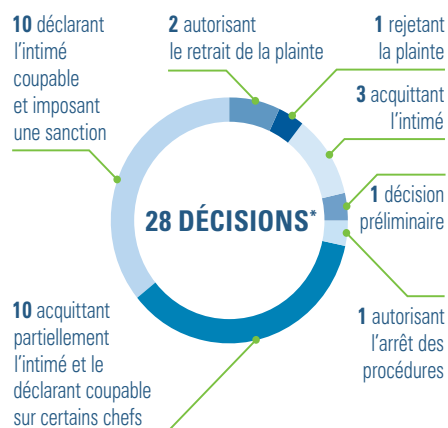 10 déclarant
l'intimé
coupable
et imposant
une sanction
2 autorisant
le retrait de la plainte
1 rejetant
la plainte
3 acquittant
l'intimé
28 DÉCISIONS*
1 décision
préliminaire
1 autorisant
l'arrêt des
procédures
10 acquittant
partiellement
l'intimé et le
déclarant coupable
sur certains chefs